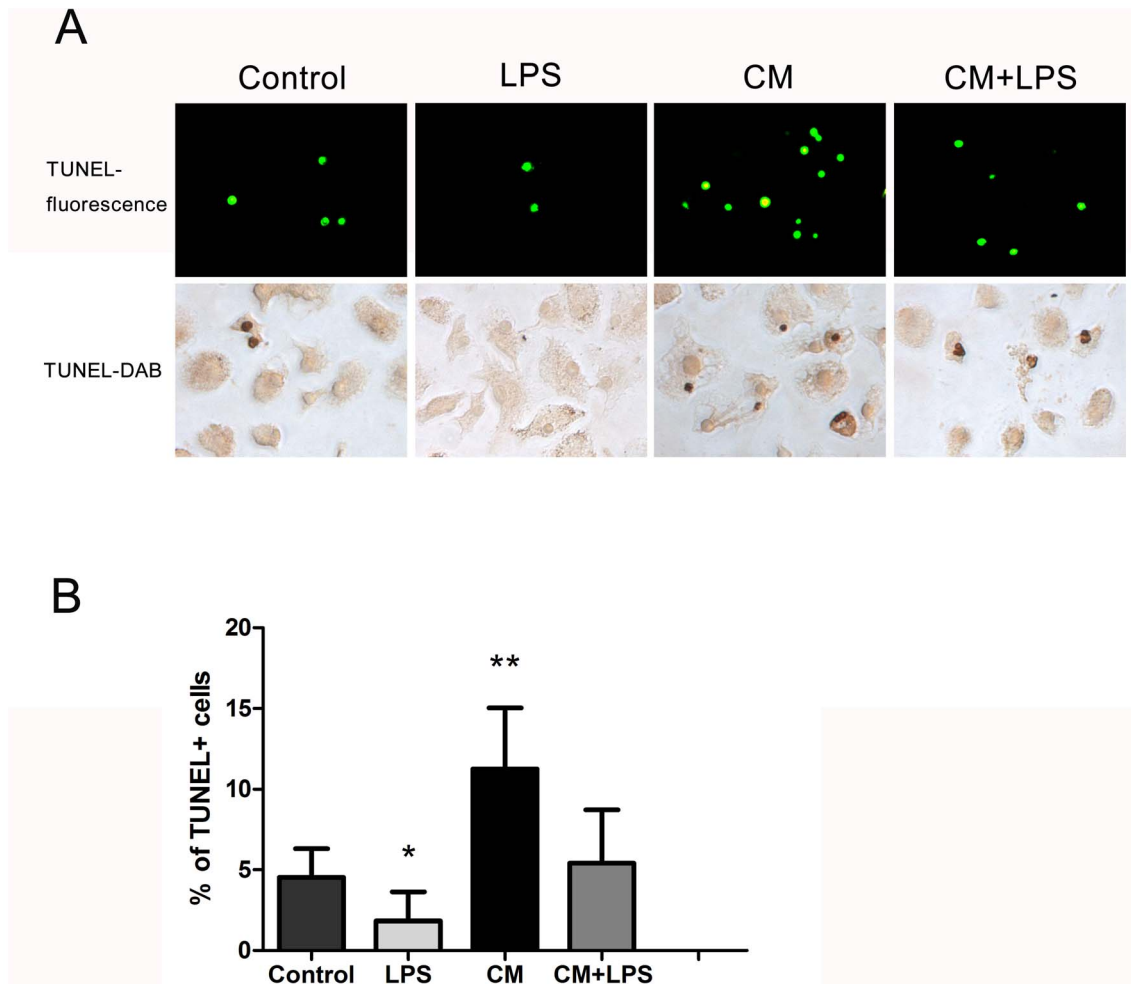 A
Control LPS CM CM+LPS
TUNEL-
fluorescence
TUNEL-DAB
B
% of TUNEL+ cells
20
15
10
5
0
**
*
Control LPS CM CM+LPS